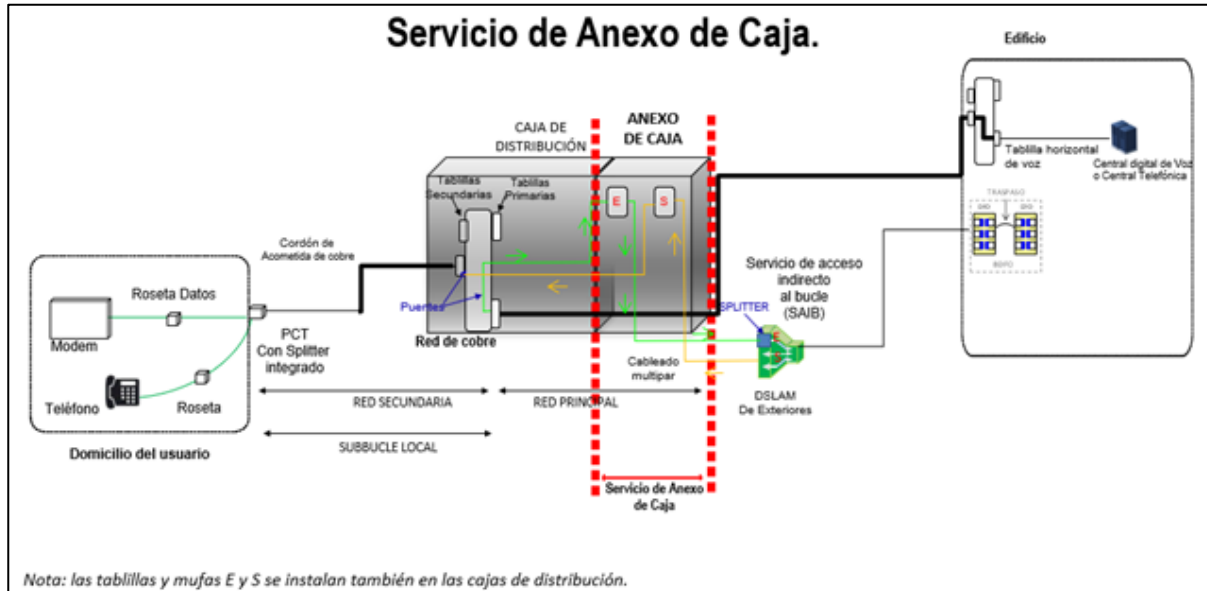 Servicio de Anexo de Caja.
Edificio
CAJA DE
DISTRIBUCIÓN
ANEXO
DE CAJA
Tablillas
Secundarias
Tablillas
Primarias
E
S
Tablilla horizontal
de voz
Central digital de Voz
o Central Telefónica
TRASPASO
Cordón de
Acometida de cobre
Roseta Datos
Modem
PCT
Con Splitter
integrado
Teléfono
Roseta
Puentes
Red de cobre
Servicio de acceso
indirecto
al bucle
(SAIB)
SPLITTER
E
S
Cableado
multipar
DSLAM
De Exteriores
RED SECUNDARIA
RED PRINCIPAL
SUBBUCLE LOCAL
Domicilio del usuario
Servicio de Anexo
de Caja
Nota: las tablillas y mufas E y S se instalan también en las cajas de distribución.